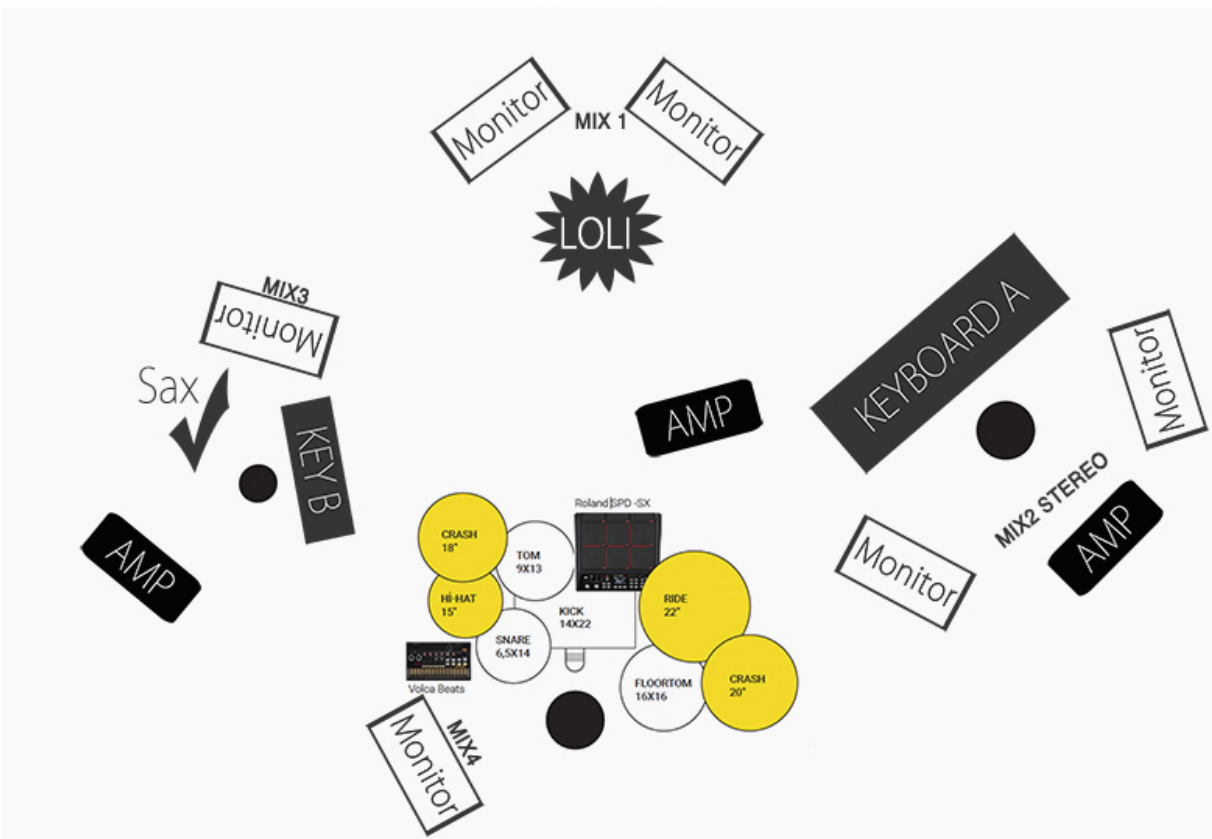 Monitor
MIX 1
Monitor
LOLI
MIX3
Monitor
Sax
KEY B
AMP
AMP
KEYBOARD A
Monitor
MIX2 STEREO
AMP
Monitor
Roland SPD -SX
CRASH
18"
TOM
9X13
HI-HAT
15"
KICK
14X22
RIDE
22"
SNARE
6,5X14
Volca Beats
FLOORTOM
16X16
CRASH
20"
MIX4
Monitor